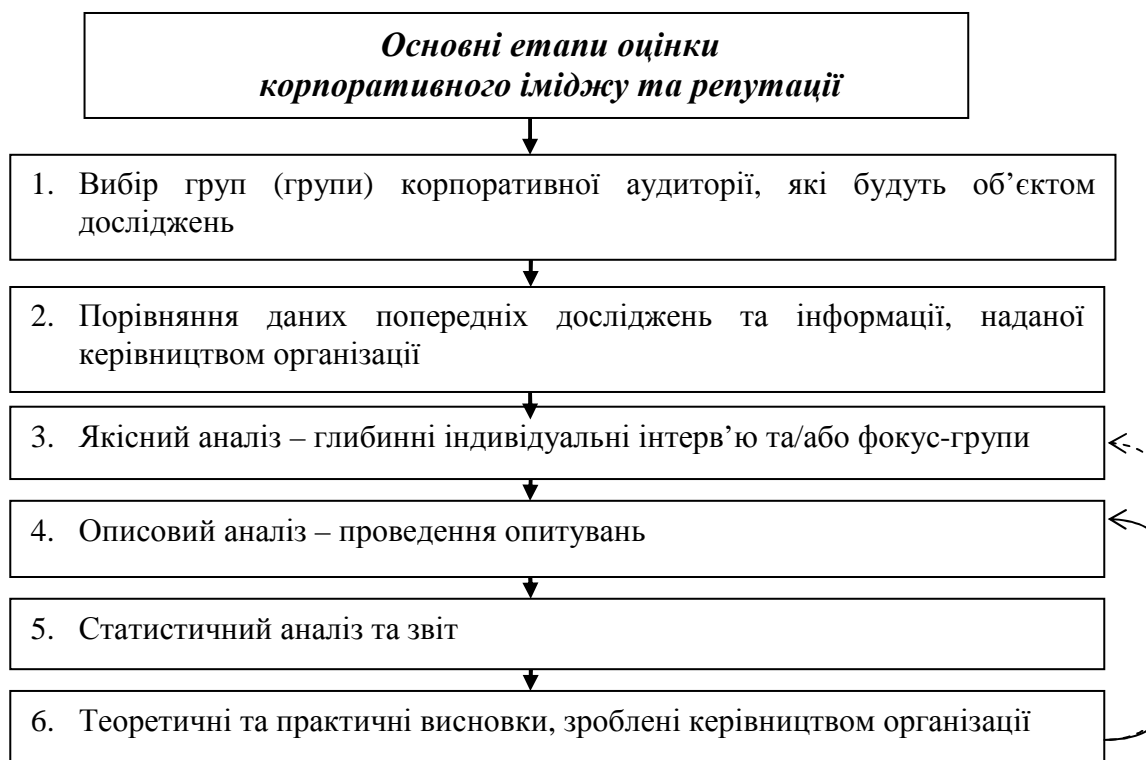 Основні етапи оцінки
корпоративного іміджу та репутації
1. Вибір груп (групи) корпоративної аудиторії, які будуть об’єктом
досліджень
2. Порівняння даних попередніх досліджень та інформації, наданої
керівництвом організації
3. Якісний аналіз – глибинні індивідуальні інтерв’ю та/або фокус-групи
4. Описовий аналіз – проведення опитувань
5. Статистичний аналіз та звіт
6. Теоретичні та практичні висновки, зроблені керівництвом організації